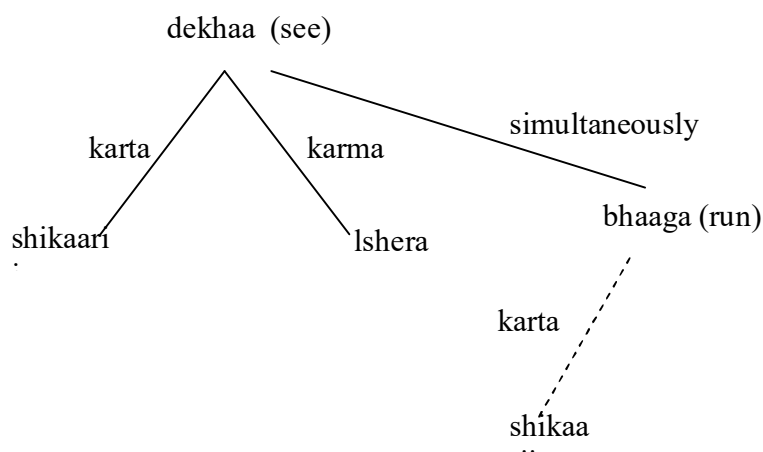 dekhaa (see)
simultaneously
karta
karma
bhaaga (run)
shikaari
lshera
karta
shikaa